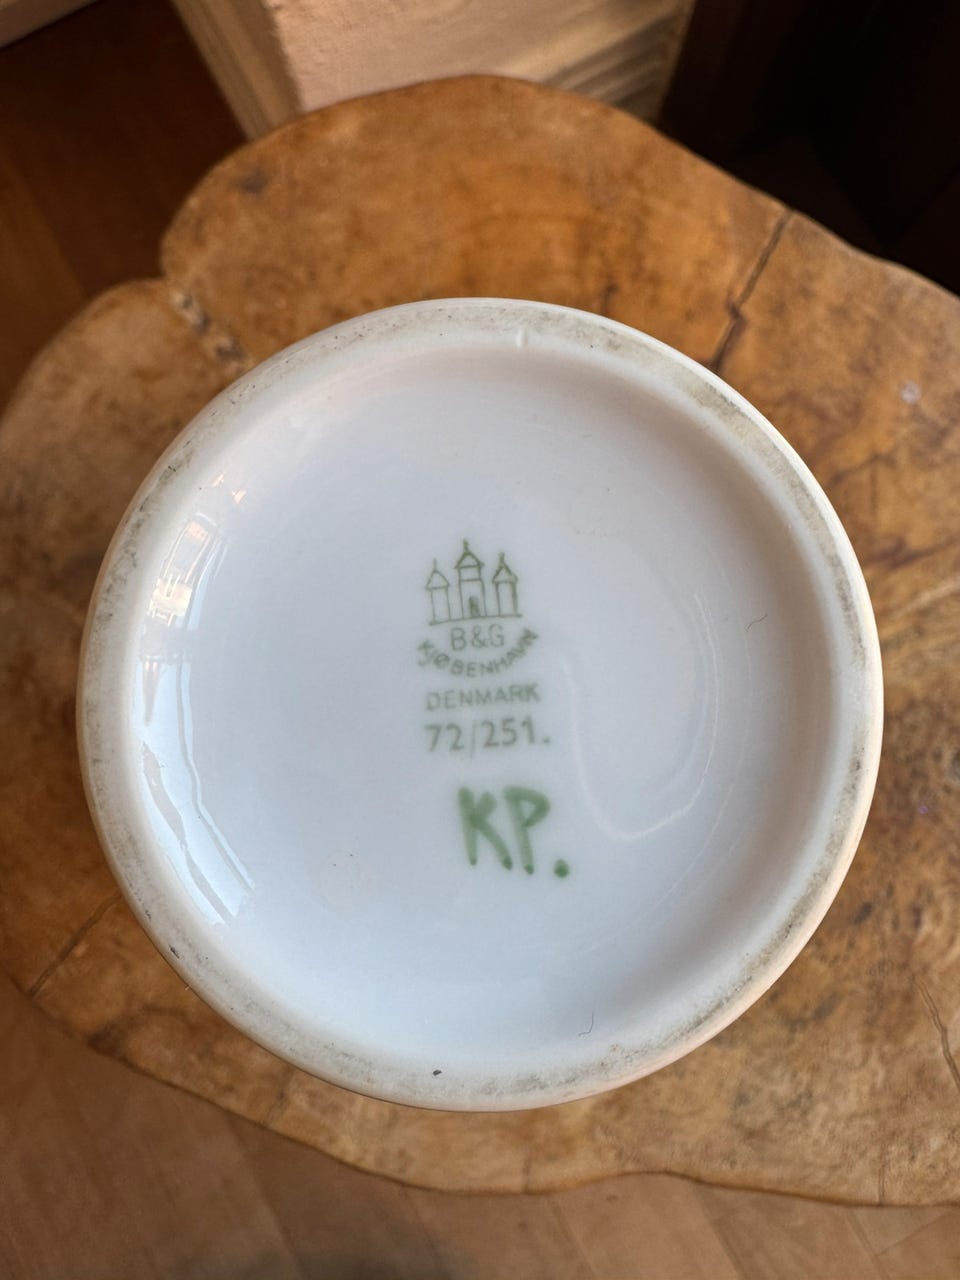 B&G
KJØBENHAVN
DENMARK
72/251.
KP.